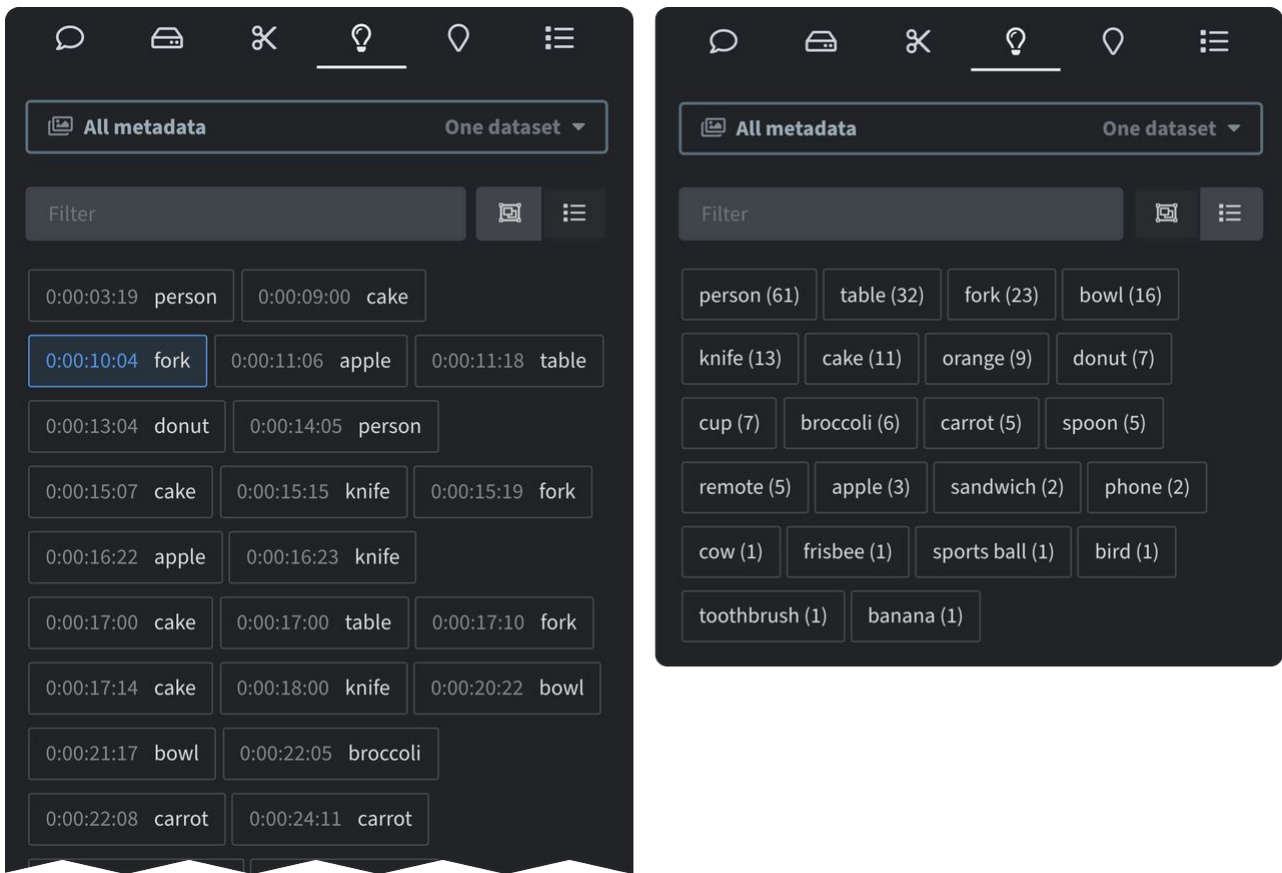 All metadata One dataset
Filter
0:00:03:19 person 0:00:09:00 cake
0:00:10:04 fork 0:00:11:06 apple 0:00:11:18 table
0:00:13:04 donut 0:00:14:05 person
0:00:15:07 cake 0:00:15:15 knife 0:00:15:19 fork
0:00:16:22 apple 0:00:16:23 knife
0:00:17:00 cake 0:00:17:00 table 0:00:17:10 fork
0:00:17:14 cake 0:00:18:00 knife 0:00:20:22 bowl
0:00:21:17 bowl 0:00:22:05 broccoli
0:00:22:08 carrot 0:00:24:11 carrot
All metadata One dataset
Filter
person (61) table (32) fork (23) bowl (16)
knife (13) cake (11) orange (9) donut (7)
cup (7) broccoli (6) carrot (5) spoon (5)
remote (5) apple (3) sandwich (2) phone (2)
cow (1) frisbee (1) sports ball (1) bird (1)
toothbrush (1) banana (1)